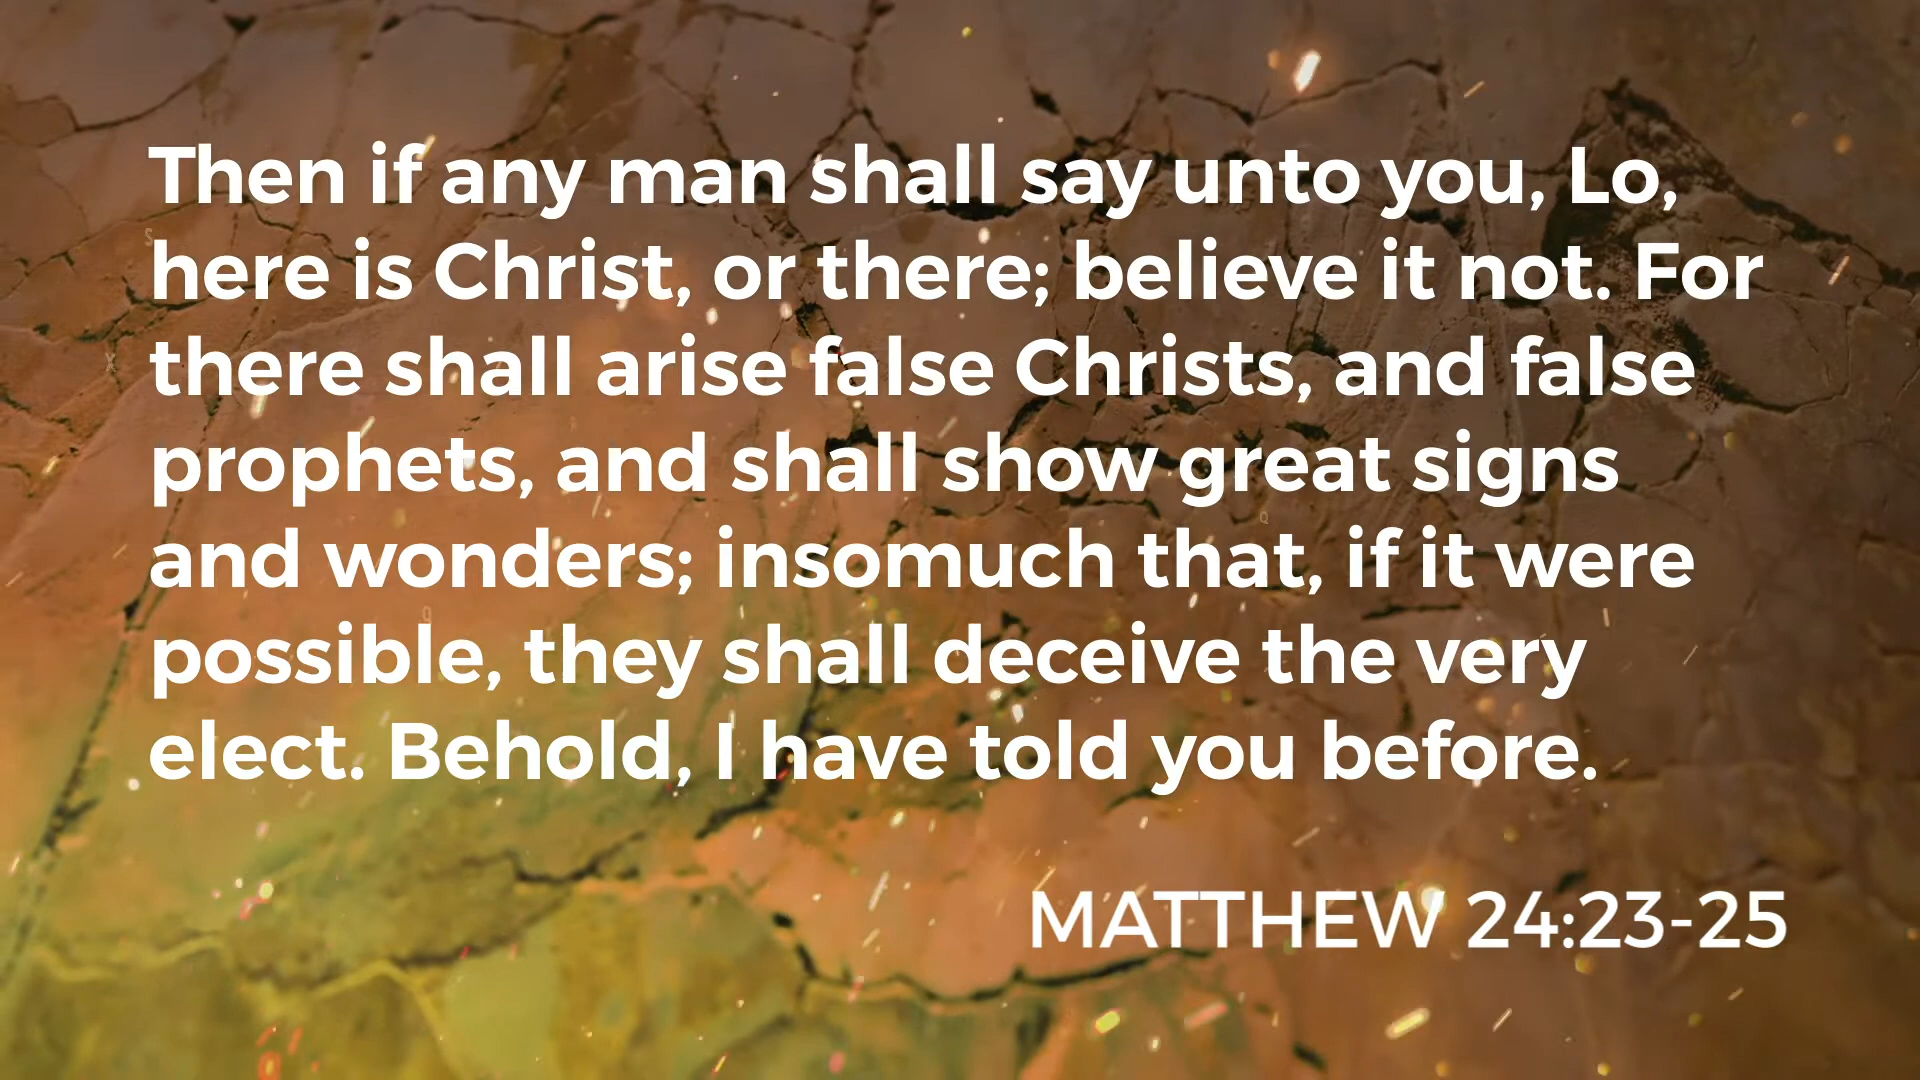 Then if any man shall say unto you, Lo,
here is Christ, or there; believe it not. For
there shall arise false Christs, and false
prophets, and shall show great signs
and wonders; insomuch that, if it were
possible, they shall deceive the very
elect. Behold, I have told you before.
MATTHEW 24:23-25